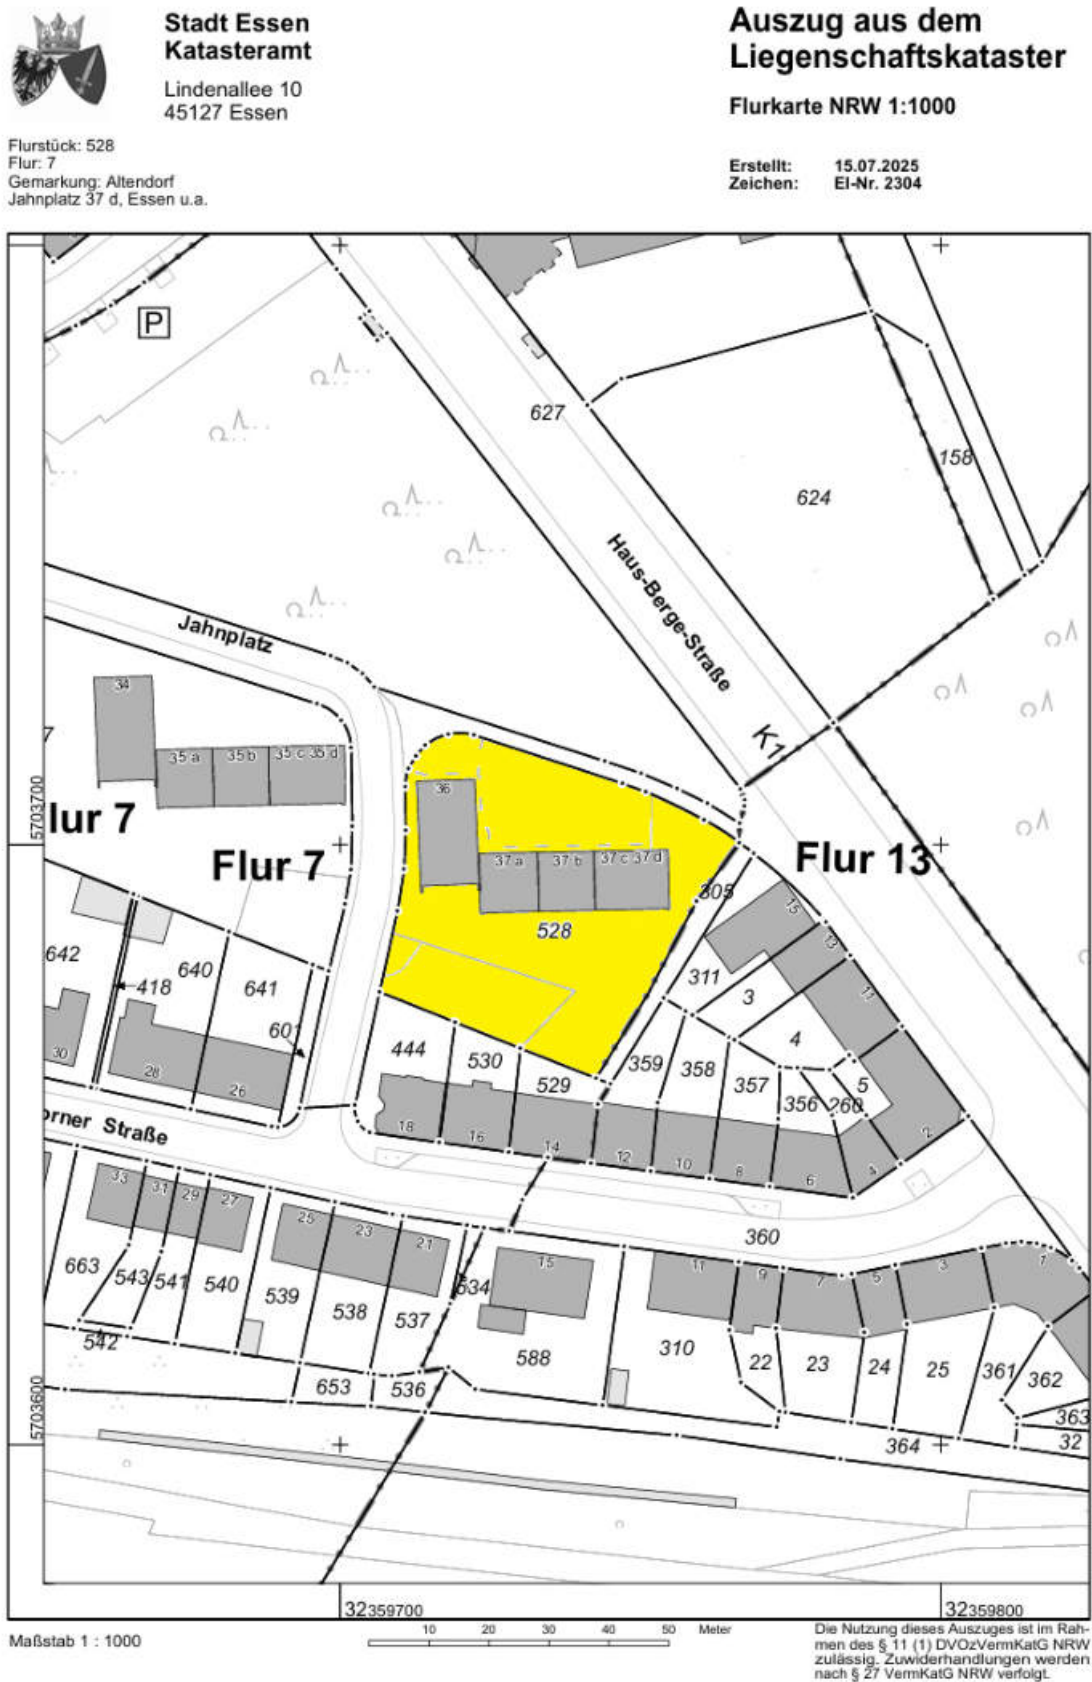 Stadt Essen
Katasteramt
Lindenallee 10
45127 Essen
Flurstück: 528
Flur: 7
Gemarkung: Altendorf
Jahnplatz 37 d, Essen u.a.
Auszug aus dem
Liegenschaftskataster
Flurkarte NRW 1:1000
Erstellt: 15.07.2025
Zeichen: EI-Nr. 2304
P
627
158
624
Haus-Berge-Straße
Jahnplatz
K1
34
7
35 a 35 b 35 c 35 d
36
5703700
lur 7
Flur 7
Flur 13
37 a 37 b 37 c 37 d
305
528
15
13
11
642
418
640
641
601
311
3
4
444
530
529
359
358
357
356
260
5
30
28
26
18
16
14
12
10
8
6
4
2
orner Straße
33
31
29
27
25
23
21
360
15
11
9
7
5
3
1
663
543
541
540
539
538
537
534
542
588
310
22
23
24
25
361
362
363
32
653
536
364
5703600
32359700
32359800
Maßstab 1 : 1000
10 20 30 40 50 Meter
Die Nutzung dieses Auszuges ist im Rah-
men des § 11 (1) DVOzVermKatG NRW
zulässig. Zuwiderhandlungen werden
nach § 27 VermKatG NRW verfolgt.